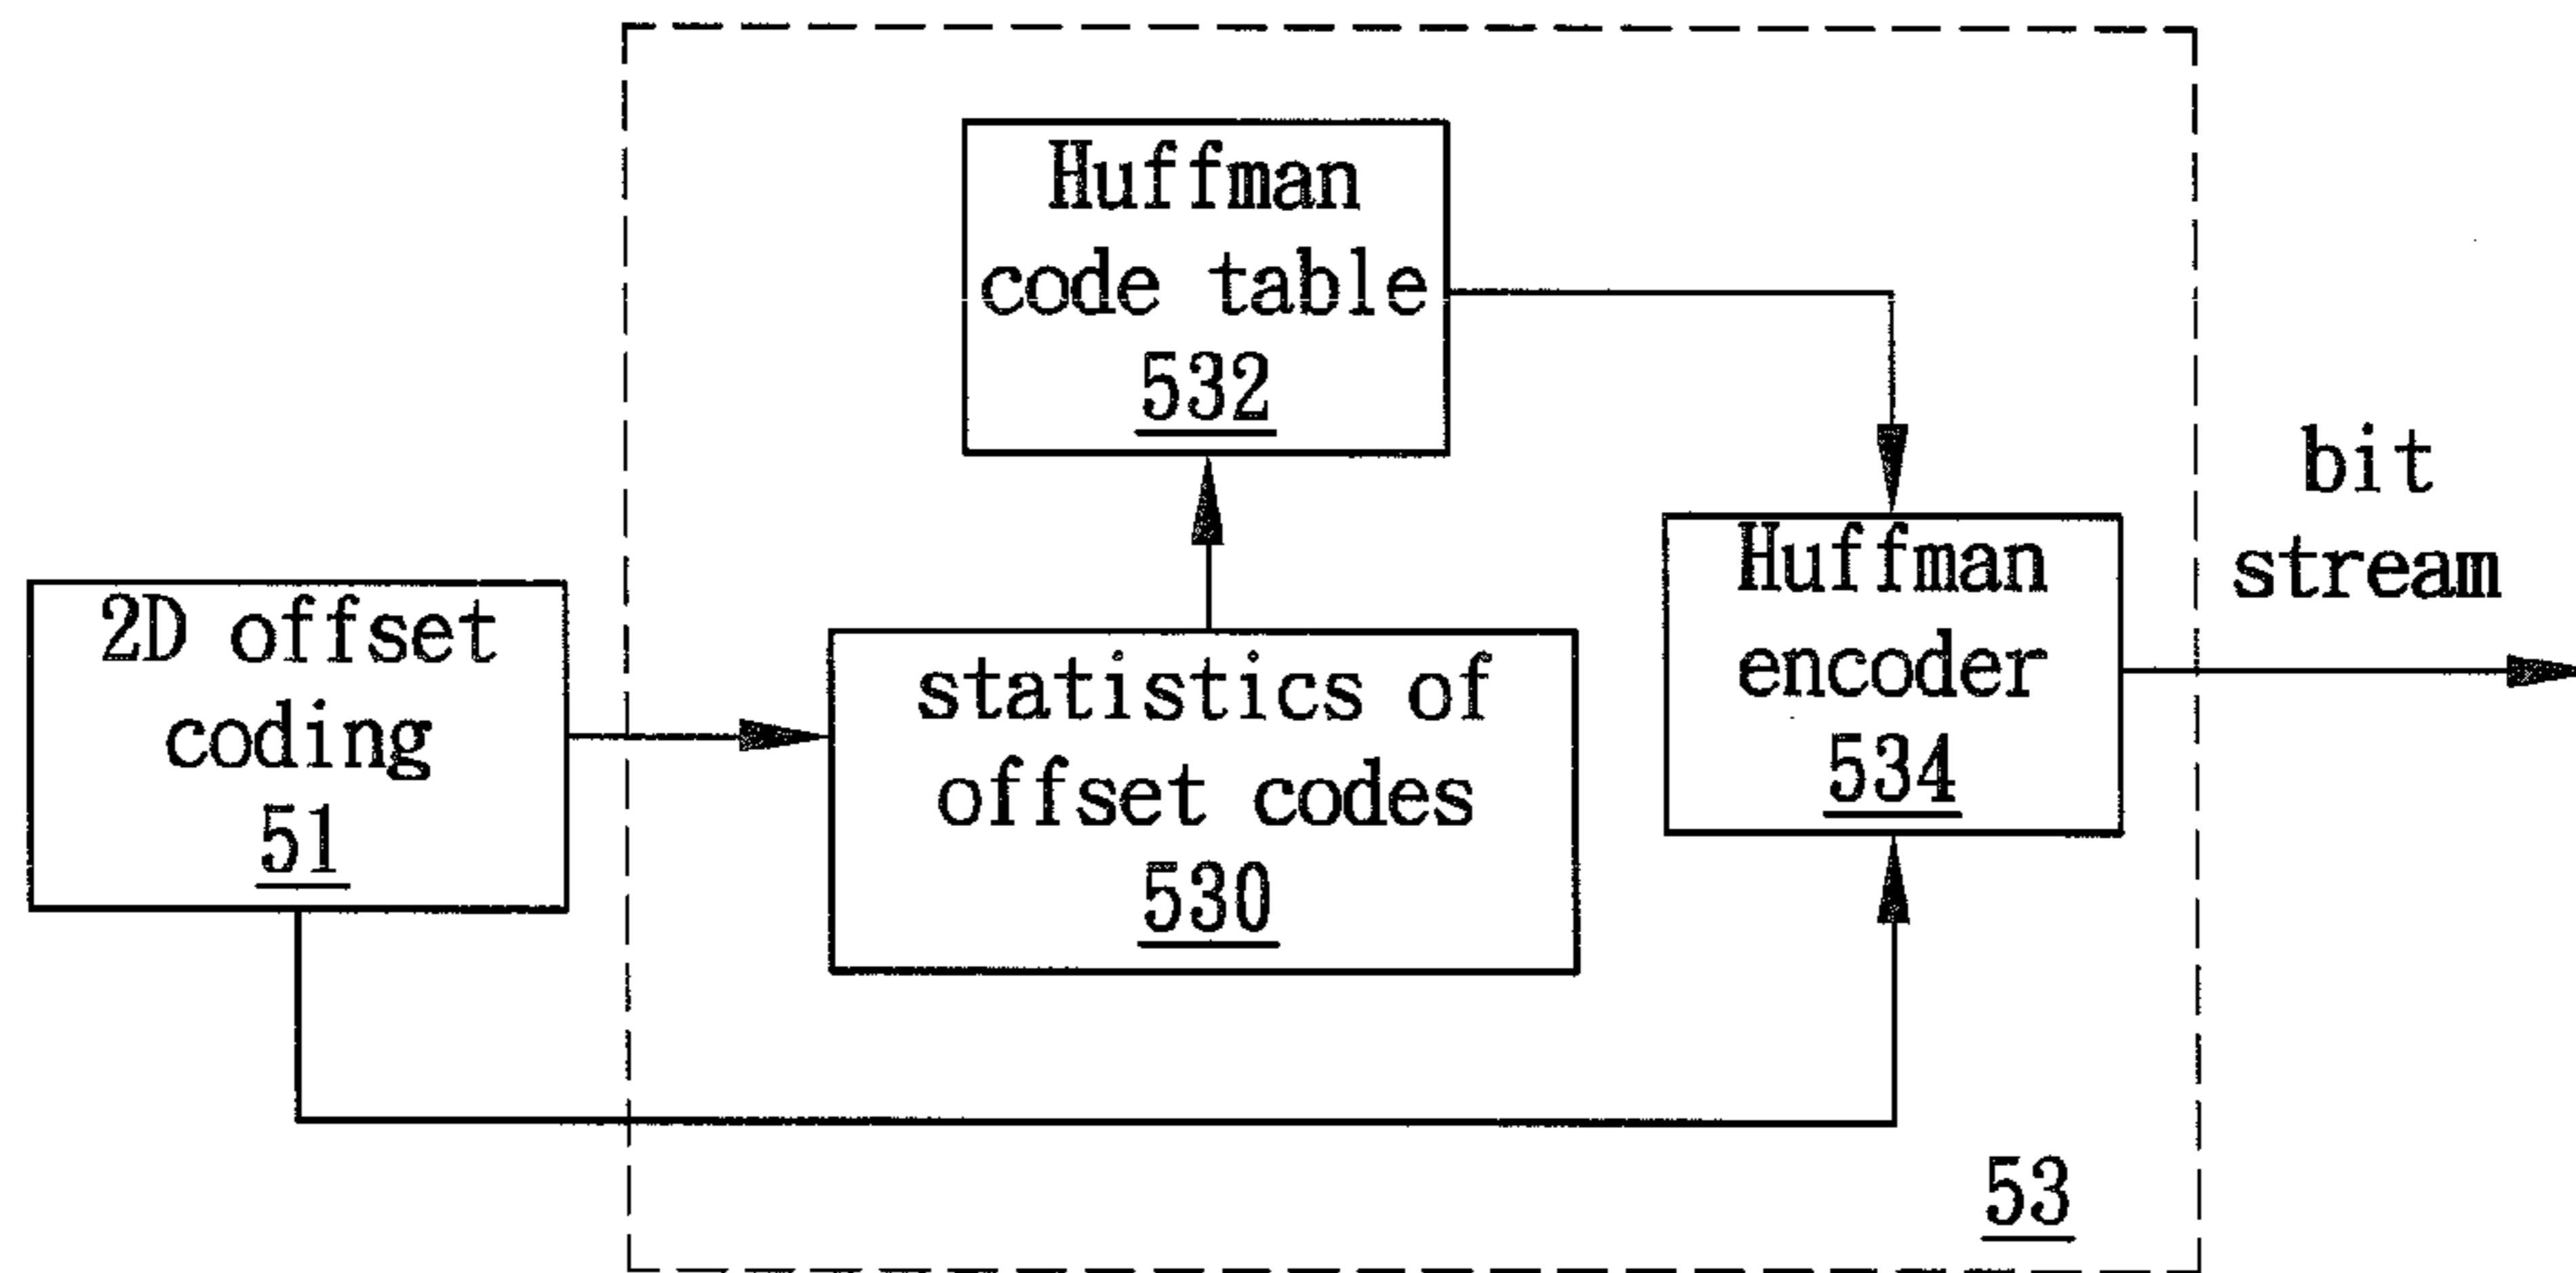 Huffman
code table
532
2D offset
coding
51
statistics of
offset codes
530
Huffman
encoder
534
bit
stream
53